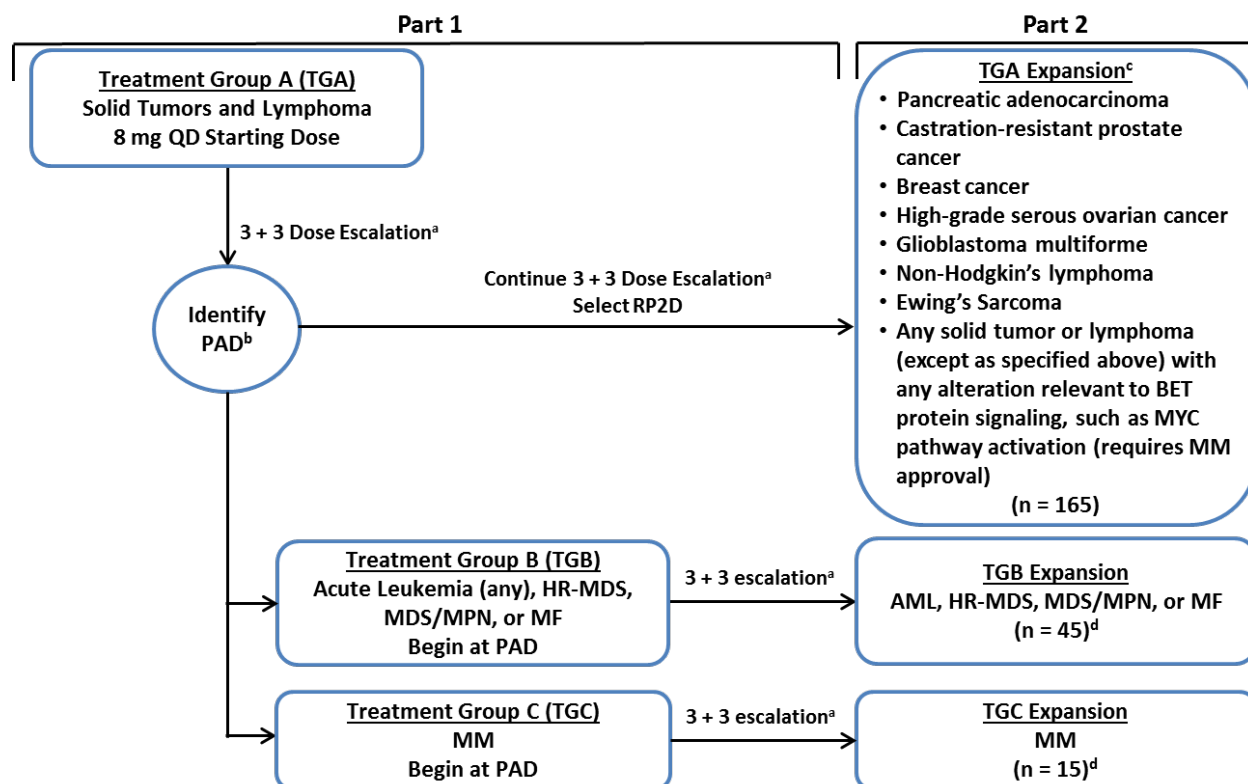 Part 1
Part 2
Treatment Group A (TGA)
Solid Tumors and Lymphoma
8 mg QD Starting Dose
3 + 3 Dose Escalationᵃ
Identify
PADᵇ
Continue 3 + 3 Dose Escalationᵃ
Select RP2D
TGA Expansionᶜ
• Pancreatic adenocarcinoma
• Castration-resistant prostate
cancer
• Breast cancer
• High-grade serous ovarian cancer
• Glioblastoma multiforme
• Non-Hodgkin’s lymphoma
• Ewing’s Sarcoma
• Any solid tumor or lymphoma
(except as specified above) with
any alteration relevant to BET
protein signaling, such as MYC
pathway activation (requires MM
approval)
(n = 165)
Treatment Group B (TGB)
Acute Leukemia (any), HR-MDS,
MDS/MPN, or MF
Begin at PAD
3 + 3 escalationᵃ
TGB Expansion
AML, HR-MDS, MDS/MPN, or MF
(n = 45)ᵈ
Treatment Group C (TGC)
MM
Begin at PAD
3 + 3 escalationᵃ
TGC Expansion
MM
(n = 15)ᵈ